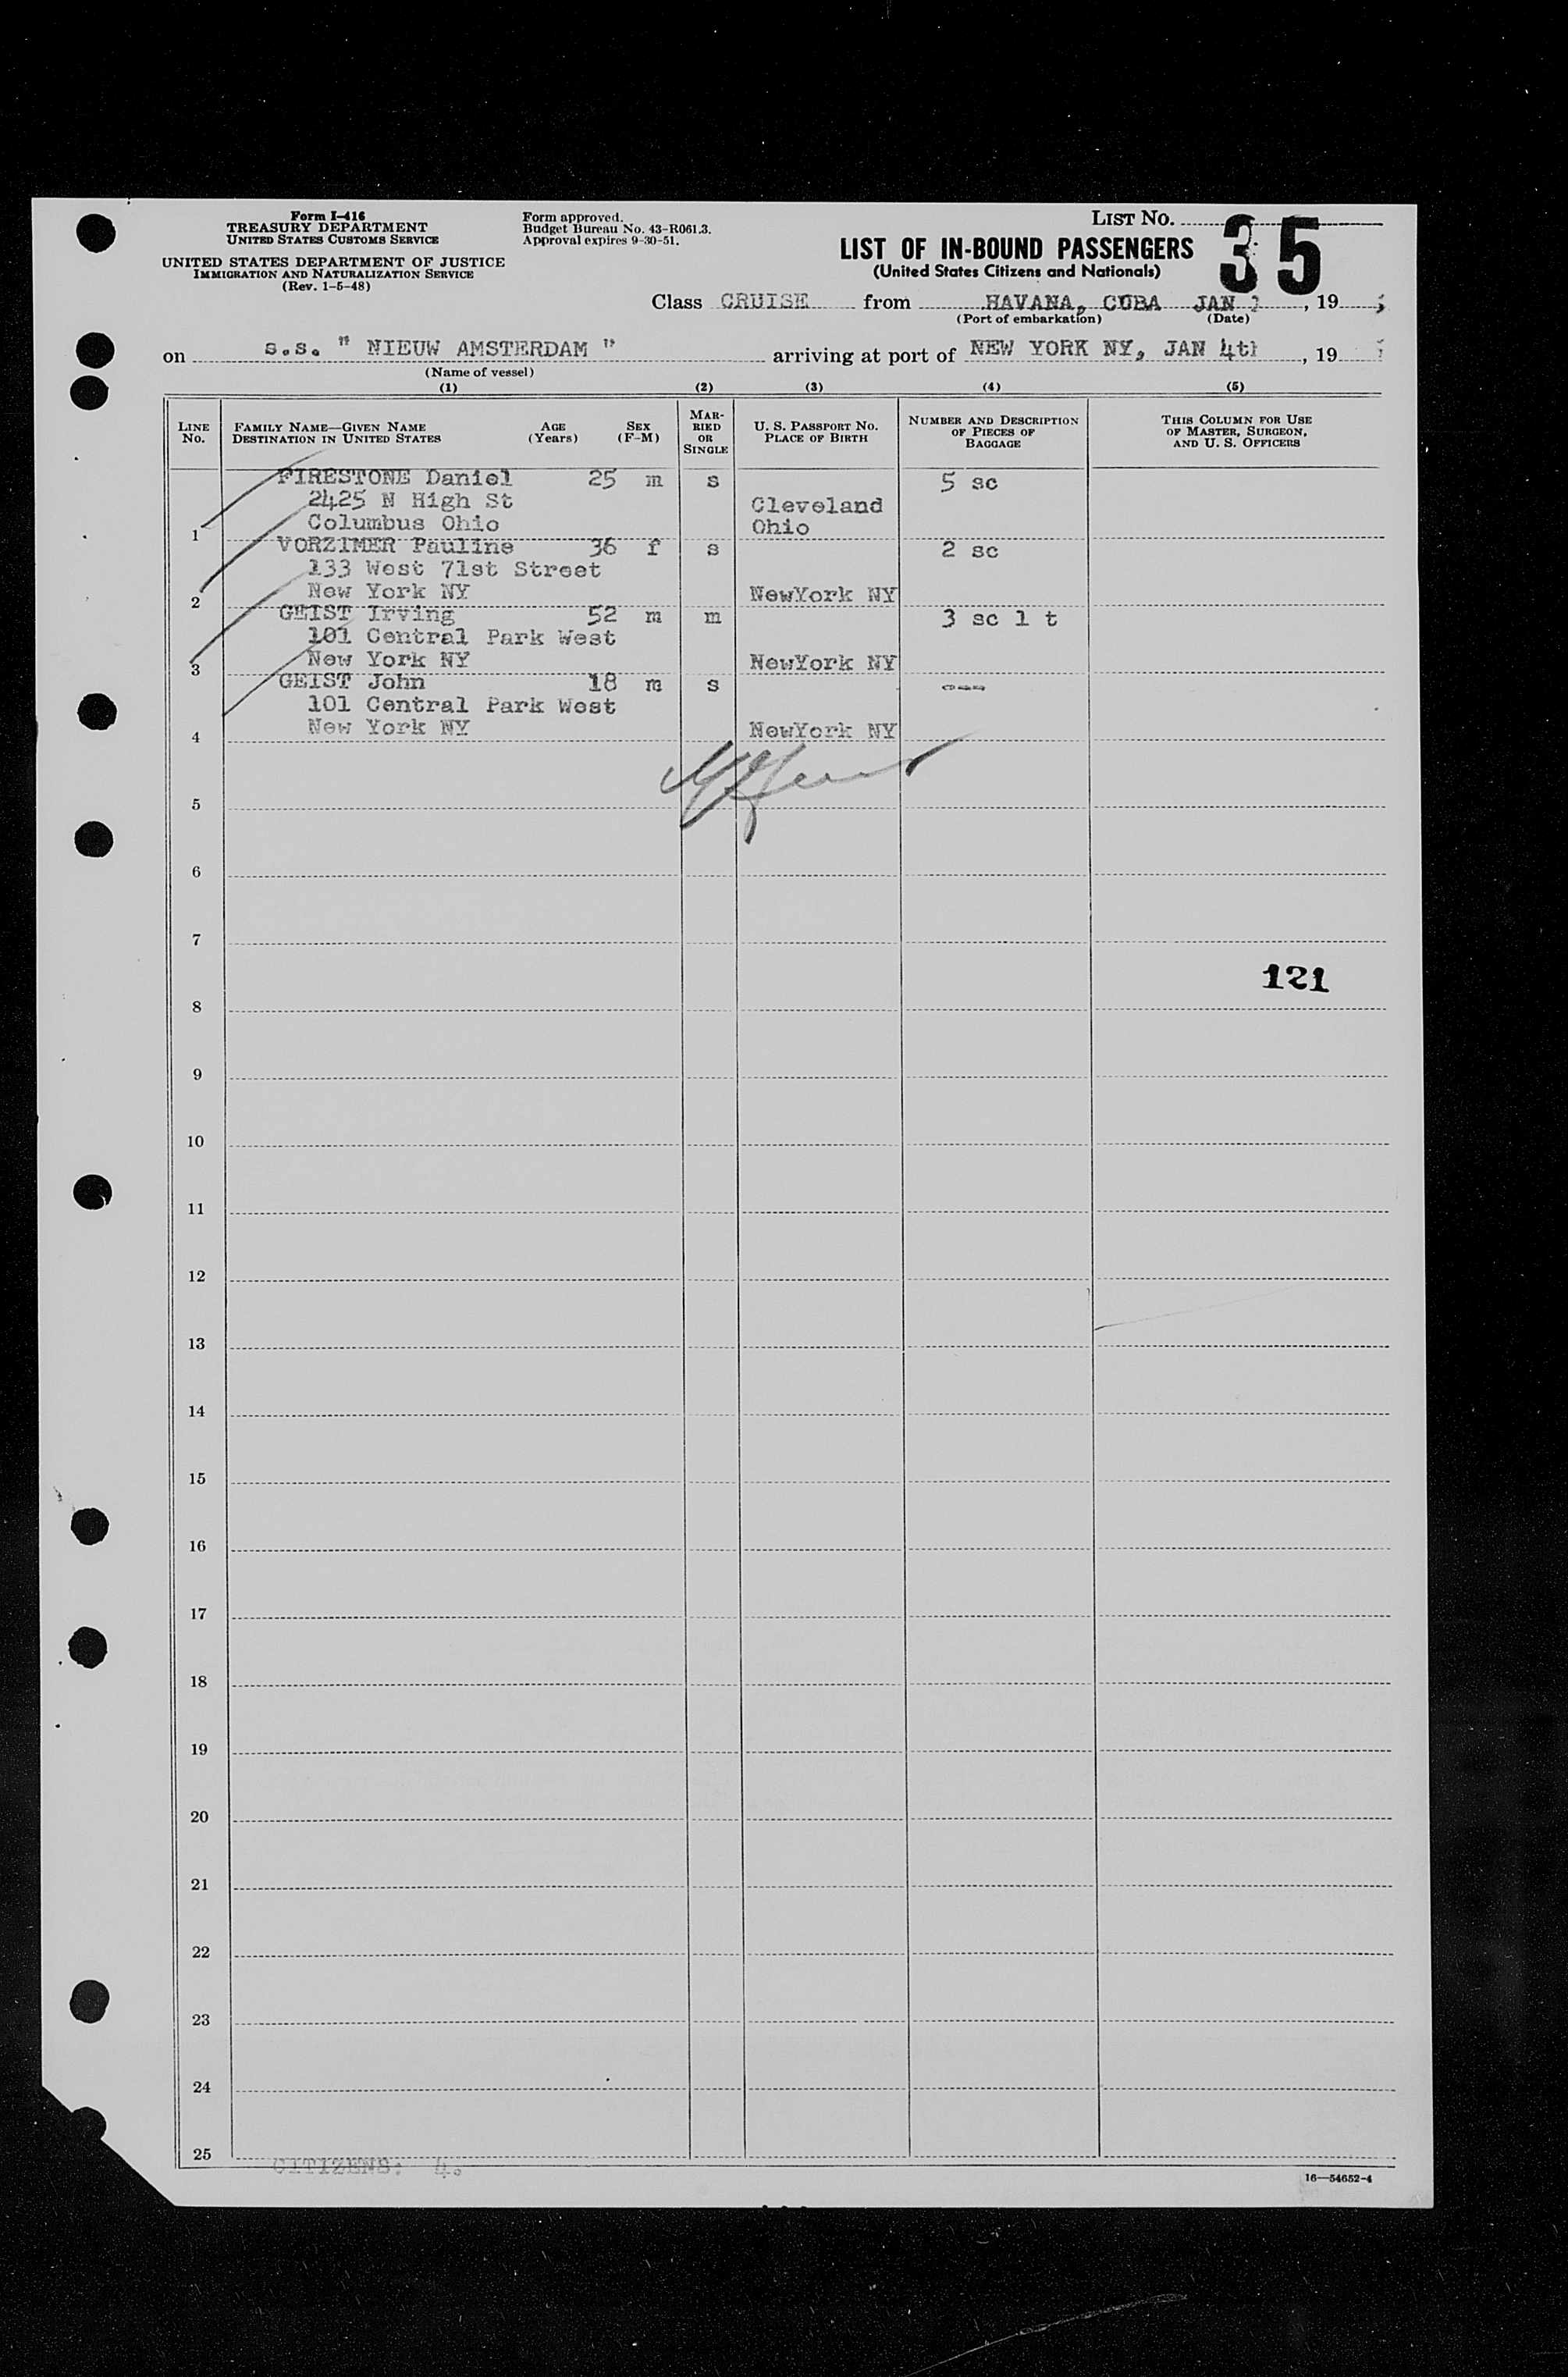 Form I-416
TREASURY DEPARTMENT
UNITED STATES CUSTOMS SERVICE
UNITED STATES DEPARTMENT OF JUSTICE
IMMIGRATION AND NATURALIZATION SERVICE
(Rev. 1-5-48)
Form approved.
Budget Bureau No. 43-R061.3.
Approval expires 9-30-51.
LIST NO. 35
LIST OF IN-BOUND PASSENGERS
(United States Citizens and Nationals)
Class CRUISE from HAVANA, CUBA JAN , 19
(Port of embarkation) (Date)
on s.s. " NIEUW AMSTERDAM " arriving at port of NEW YORK NY, JAN 4th , 19
(Name of vessel)
(1) (2) (3) (4) (5)
LINE No. FAMILY NAME—GIVEN NAME DESTINATION IN UNITED STATES AGE (Years) SEX (F-M) MARRIED OR SINGLE U. S. PASSPORT NO. PLACE OF BIRTH NUMBER AND DESCRIPTION OF PIECES OF BAGGAGE THIS COLUMN FOR USE OF MASTER, SURGEON, AND U. S. OFFICERS
FIRESTONE Daniel 25 m s 5 sc
2425 N High St Cleveland
1 Columbus Ohio Ohio
VORZIMER Pauline 36 f s 2 sc
133 West 71st Street
2 New York NY NewYork NY
GEIST Irving 52 m m 3 sc 1 t
101 Central Park West
3 New York NY NewYork NY
GEIST John 18 m s ---
101 Central Park West
4 New York NY NewYork NY
5
6
7
121
8
9
10
11
12
13
14
15
16
17
18
19
20
21
22
23
24
25
CITIZENS: 4.
16—54652-4